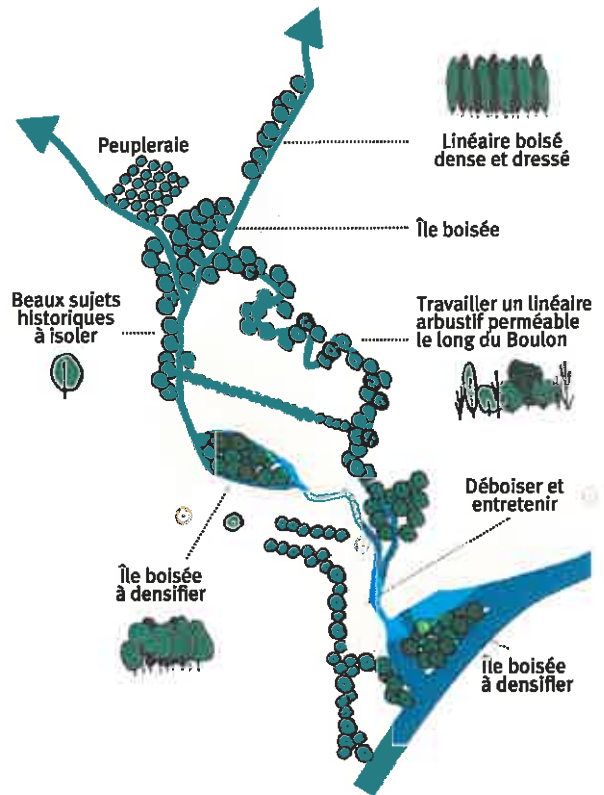 Linéaire boisé
dense et dressé
Peupleraie
Île boisée
Beaux sujets
historiques
à isoler
Travailler un linéaire
arbustif perméable
le long du Boulon
Déboiser et
entretenir
Île boisée
à densifier
Île boisée
à densifier